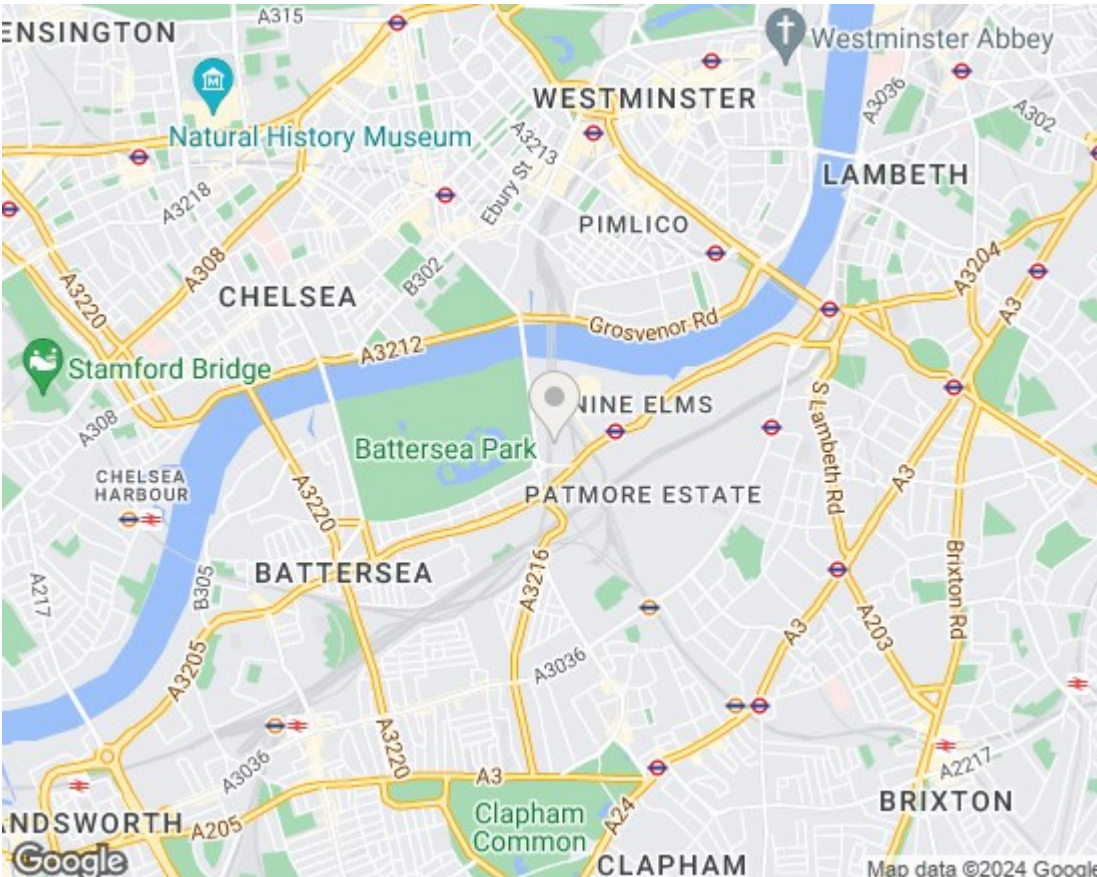 A315
ENSINGTON
Westminster Abbey
A3036
WESTMINSTER
A302
Natural History Museum
A3213
LAMBETH
A3218
Ebury St
PIMLICO
A308
B302
A3204
A3220
CHELSEA
A3
Grosvenor Rd
A3212
Stamford Bridge
NINE ELMS
A308
S Lambeth Rd
Battersea Park
A3
CHELSEA
HARBOUR
A3220
PATMORE ESTATE
BATTERSEA
A3216
Brixton Rd
A217
B305
A203
A3
A3205
A3036
A3220
A3036
A3
A2217
Clapham
Common
BRIXTON
NDSWORTH
A205
A24
Google
CLAPHAM
Map data ©2024 Google